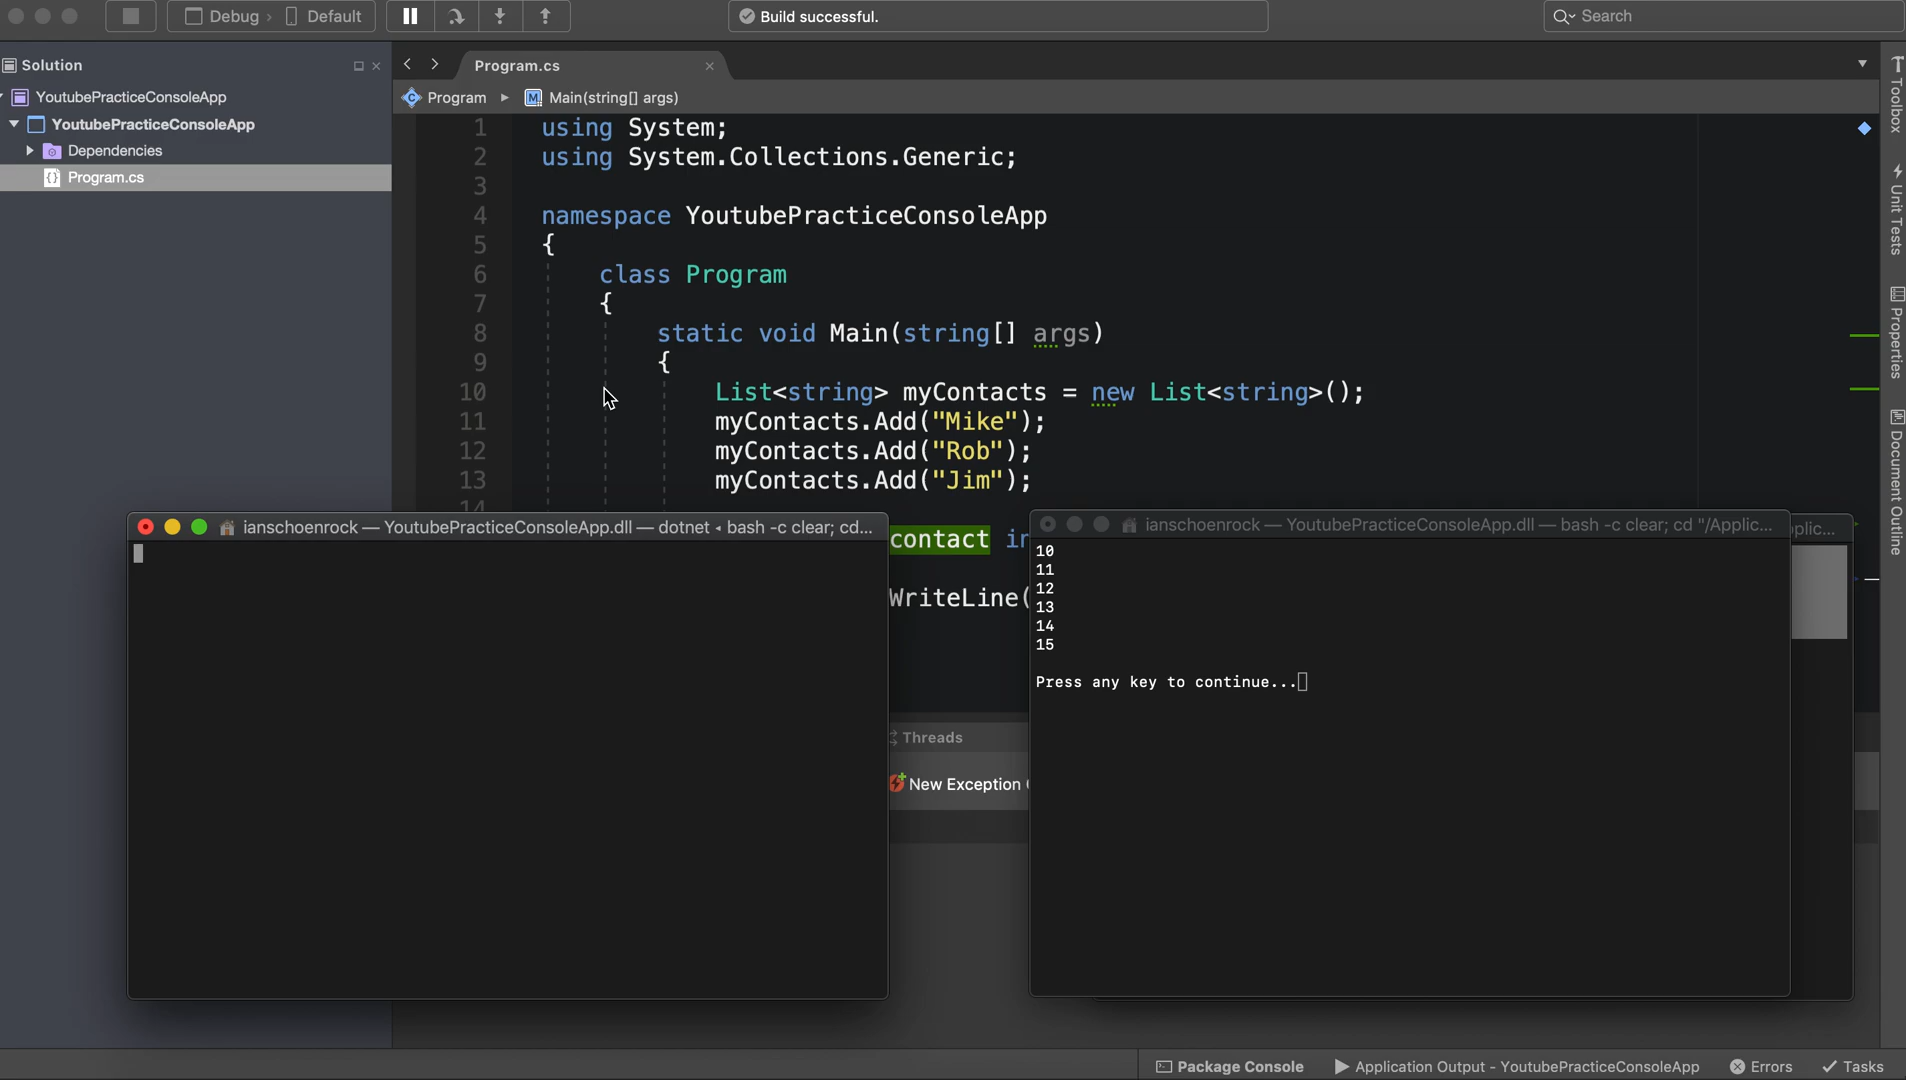 Debug
Default
Build successful.
Search
Solution
Program.cs
YoutubePracticeConsoleApp
Program
Main(string[] args)
YoutubePracticeConsoleApp
Dependencies
Program.cs
1 using System;
2 using System.Collections.Generic;
3
4 namespace YoutubePracticeConsoleApp
5 {
6 class Program
7 {
8 static void Main(string[] args)
9 {
10 List<string> myContacts = new List<string>();
11 myContacts.Add("Mike");
12 myContacts.Add("Rob");
13 myContacts.Add("Jim");
14
ianschoenrock — YoutubePracticeConsoleApp.dll — dotnet ◂ bash -c clear; cd...
contact in
WriteLine(
ianschoenrock — YoutubePracticeConsoleApp.dll — bash -c clear; cd "/Applic...
plic...
10
11
12
13
14
15
Press any key to continue...
Threads
New Exception
Toolbox
Unit Tests
Properties
Document Outline
Package Console
Application Output - YoutubePracticeConsoleApp
Errors
Tasks